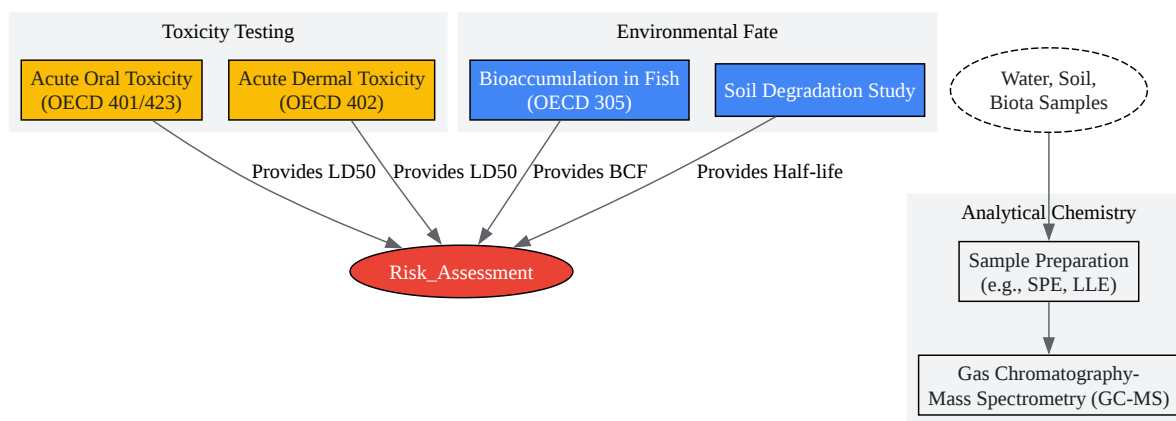 Toxicity Testing
Environmental Fate
Acute Oral Toxicity
(OECD 401/423)
Acute Dermal Toxicity
(OECD 402)
Bioaccumulation in Fish
(OECD 305)
Soil Degradation Study
Water, Soil,
Biota Samples
Provides LD50
Provides LD50
Provides BCF
Provides Half-life
Risk_Assessment
Analytical Chemistry
Sample Preparation
(e.g., SPE, LLE)
Gas Chromatography-
Mass Spectrometry (GC-MS)